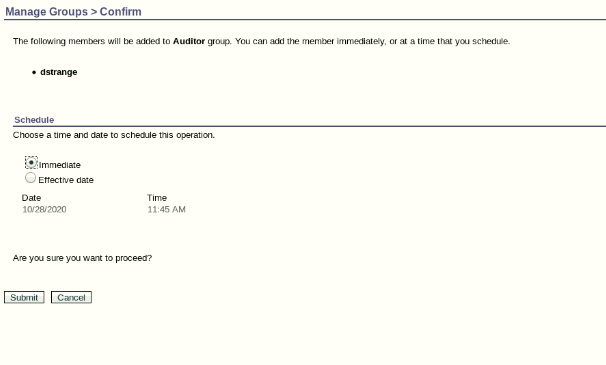 Manage Groups > Confirm
The following members will be added to Auditor group. You can add the member immediately, or at a time that you schedule.
• dstrange
Schedule
Choose a time and date to schedule this operation.
Immediate
Effective date
Date Time
10/28/2020 11:45 AM
Are you sure you want to proceed?
Submit Cancel